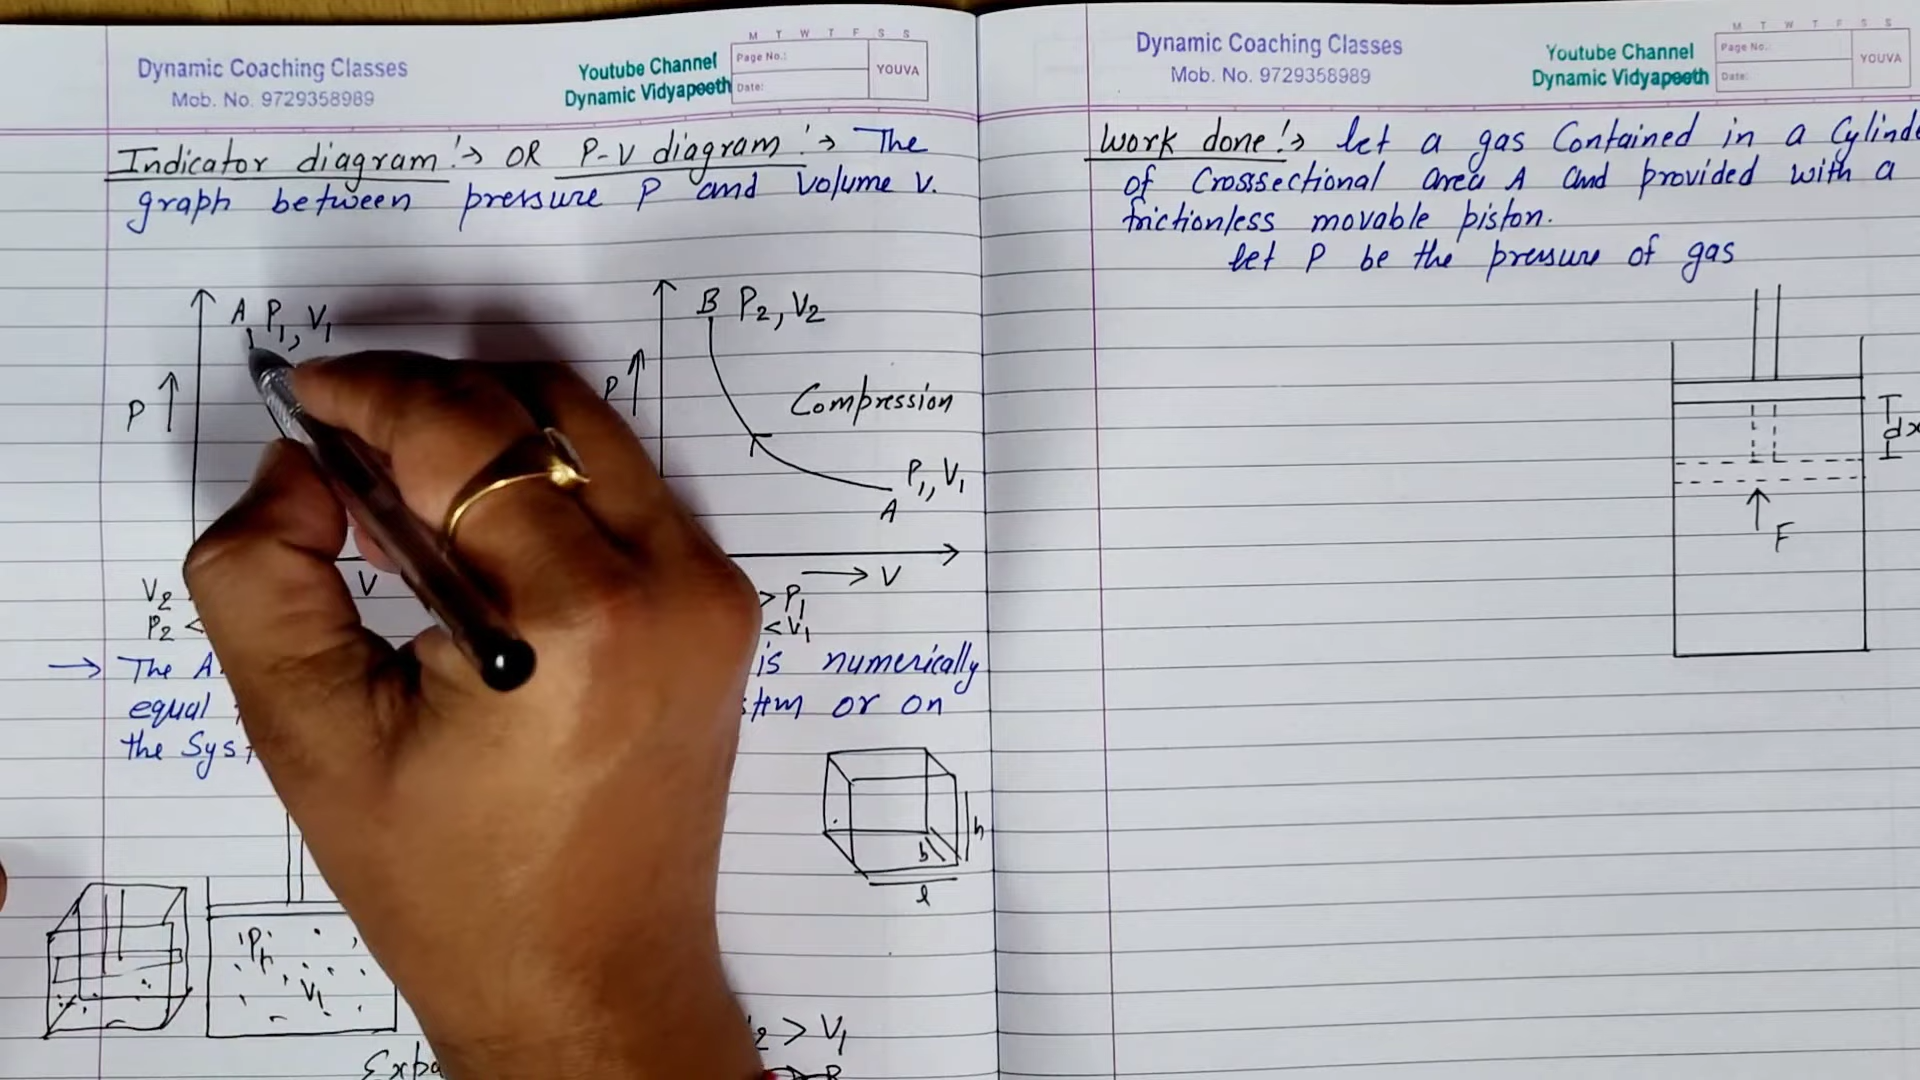 Dynamic Coaching Classes
Mob. No. 9729358989
Youtube Channel
Dynamic Vidyapeeth
M T W T F S S
Page No.:
Date:
YOUVA
Indicator diagram :→ OR P-V diagram :→ The
graph between pressure P and Volume V.
A P₁, V₁
P
V
B P₂, V₂
P
Compression
P₁, V₁
A
V
V₂
P₂ <
> P₁
< V₁
→ The A
is numerically
equal
or on
the Sys
h
b
l
P₁
V₁
V₁
Dynamic Coaching Classes
Mob. No. 9729358989
Youtube Channel
Dynamic Vidyapeeth
M T W T F S S
Page No.:
Date:
YOUVA
Work done :→ let a gas Contained in a Cylinde
of Crosssectional area A and provided with a
frictionless movable piston.
let P be the pressure of gas
dx
F